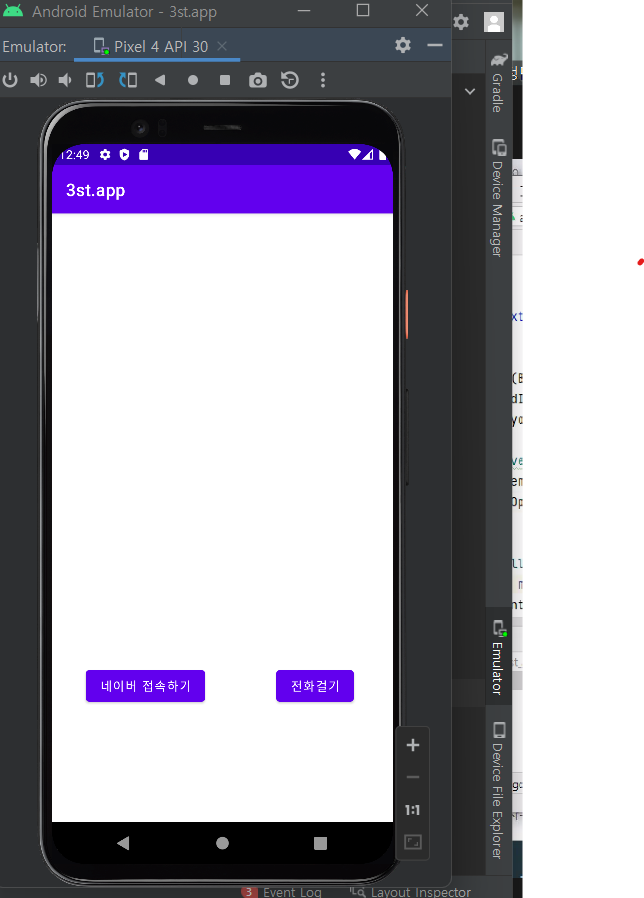 Android Emulator - 3st.app
Emulator:
Pixel 4 API 30
12:49
3st.app
네이버 접속하기
전화걸기
1:1
Gradle
Device Manager
Emulator
Device File Explorer
3 Event Log
Layout Inspector